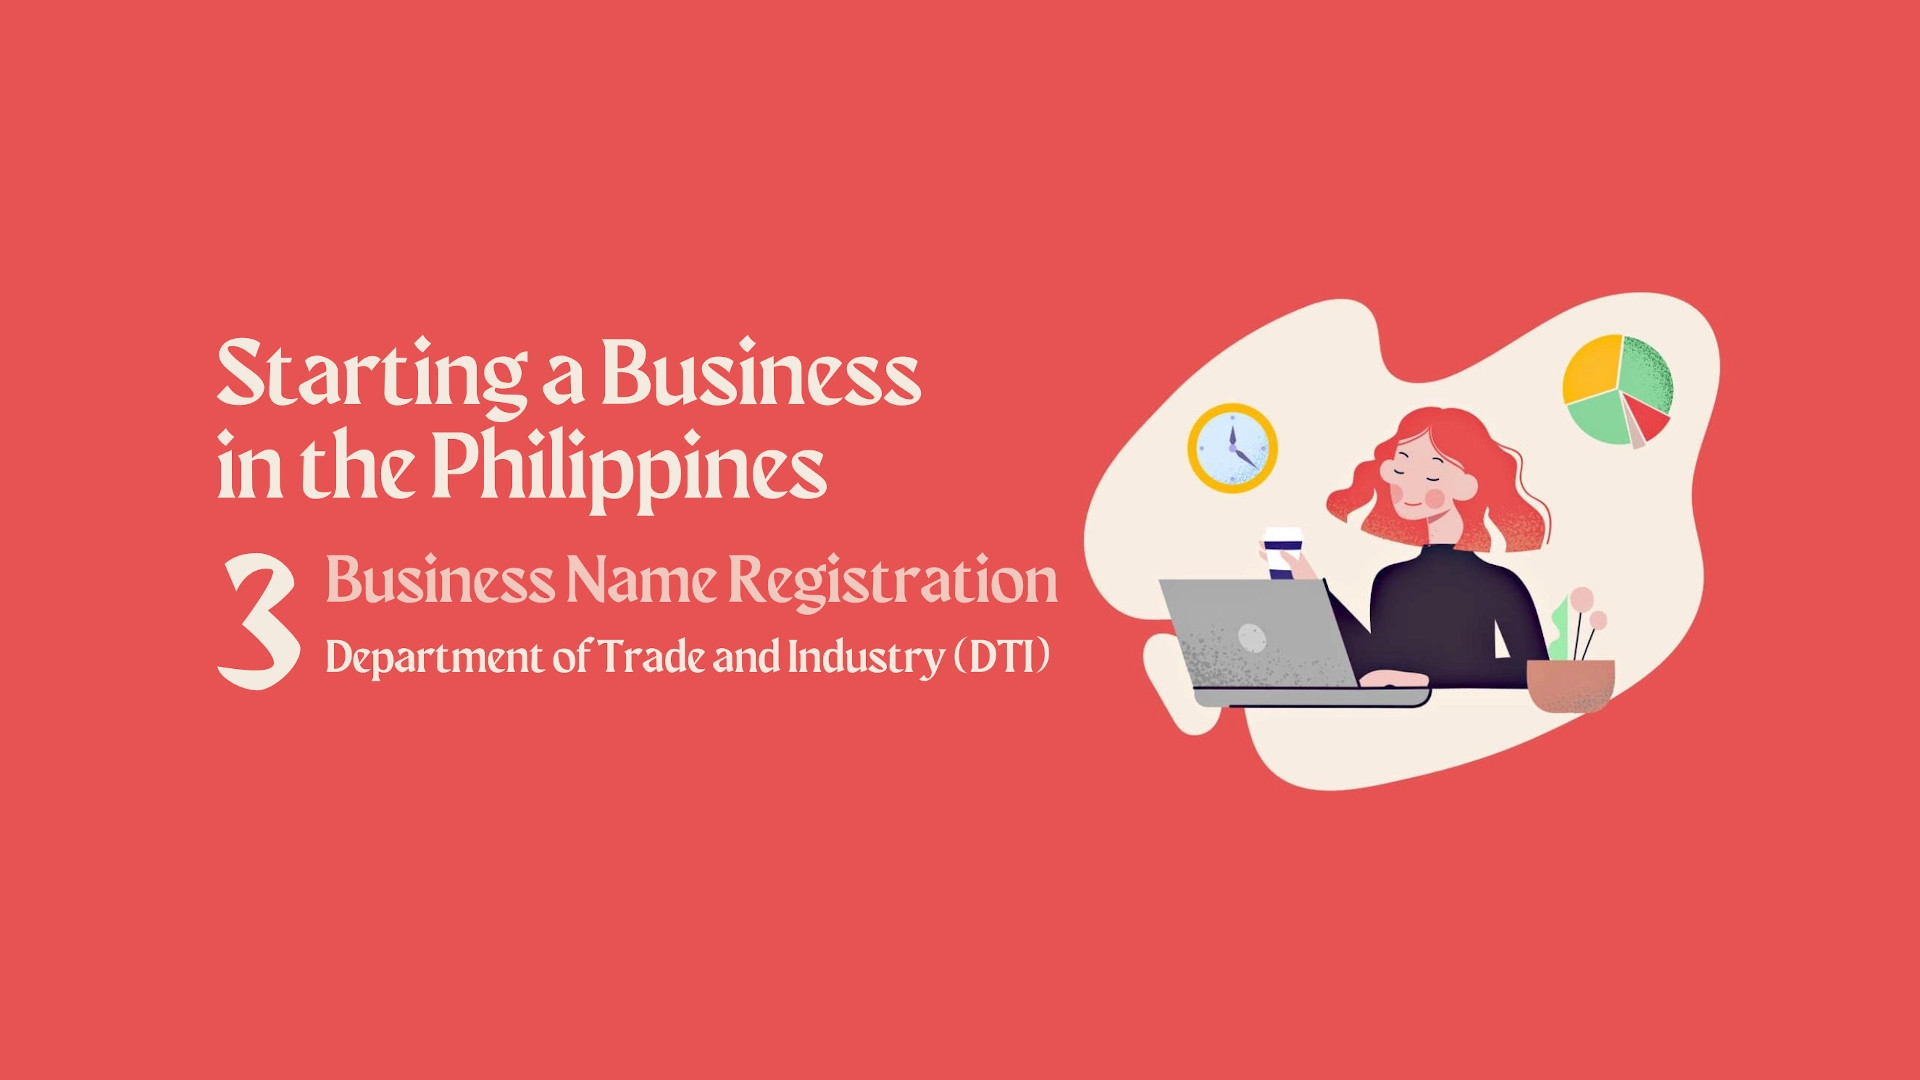 Starting a Business
in the Philippines
3
Business Name Registration
Department of Trade and Industry (DTI)